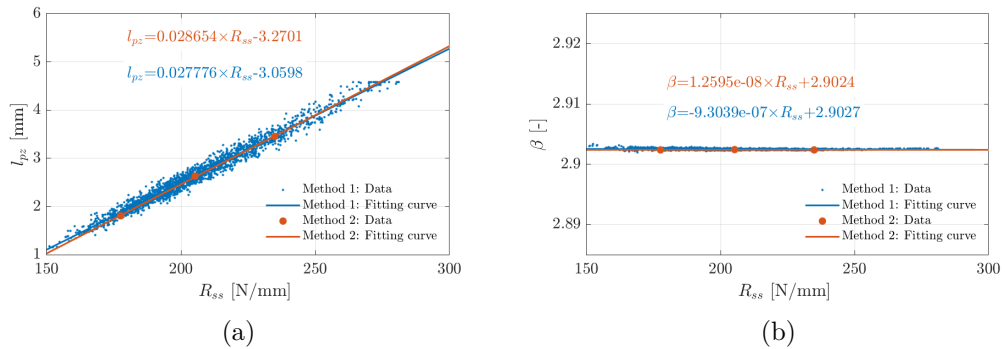 6
5
4
3
2
1
l_pz [mm]
l_pz=0.028654×R_ss-3.2701
l_pz=0.027776×R_ss-3.0598
Method 1: Data
Method 1: Fitting curve
Method 2: Data
Method 2: Fitting curve
150 200 250 300
R_ss [N/mm]
(a)
2.92
2.91
2.9
2.89
β [-]
β=1.2595e-08×R_ss+2.9024
β=-9.3039e-07×R_ss+2.9027
Method 1: Data
Method 1: Fitting curve
Method 2: Data
Method 2: Fitting curve
150 200 250 300
R_ss [N/mm]
(b)